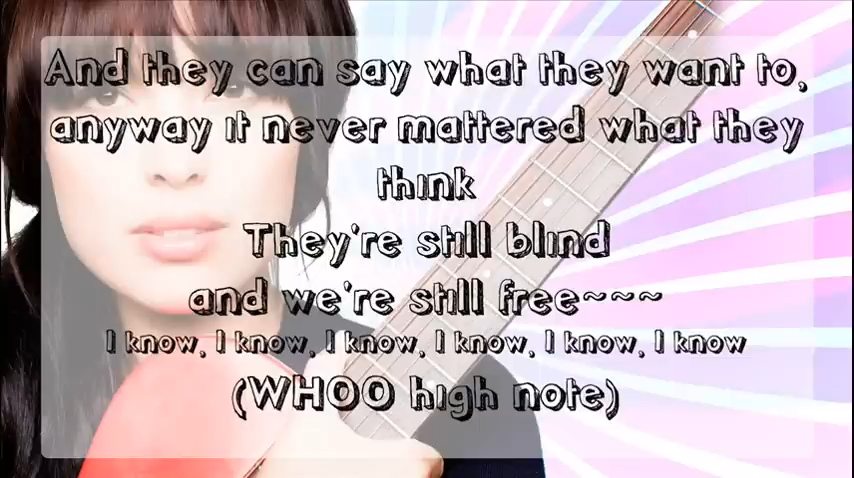 And they can say what they want to,
anyway it never mattered what they
think
They're still blind
and we're still free~~~
I know, I know, I know, I know, I know, I know
(WHOO high note)